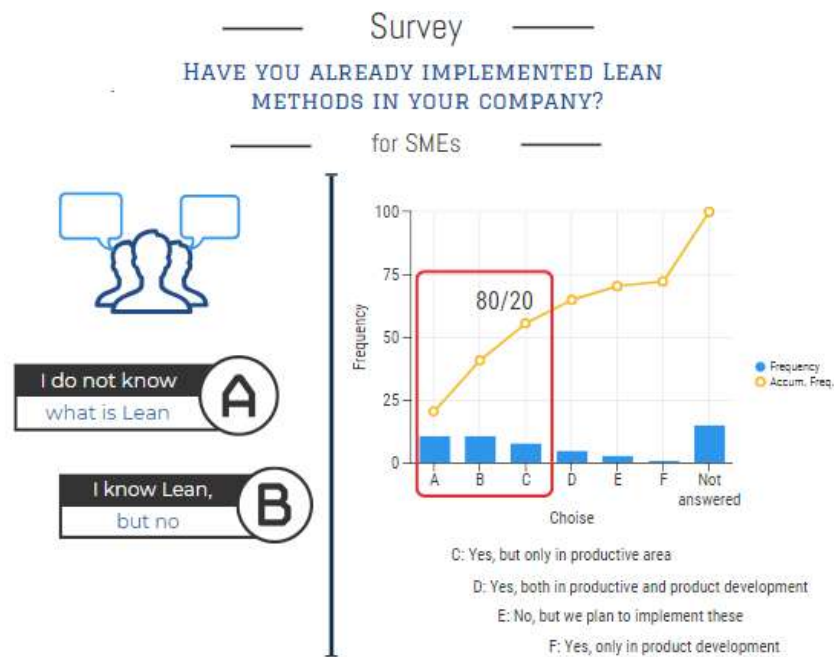 Survey
HAVE YOU ALREADY IMPLEMENTED LEAN
METHODS IN YOUR COMPANY?
for SMEs
I do not know
what is Lean
A
I know Lean,
but no
B
100
75
50
25
0
Frequency
80/20
A B C D E F Not
answered
Choise
Frequency
Accum. Freq.
C: Yes, but only in productive area
D: Yes, both in productive and product development
E: No, but we plan to implement these
F: Yes, only in product development